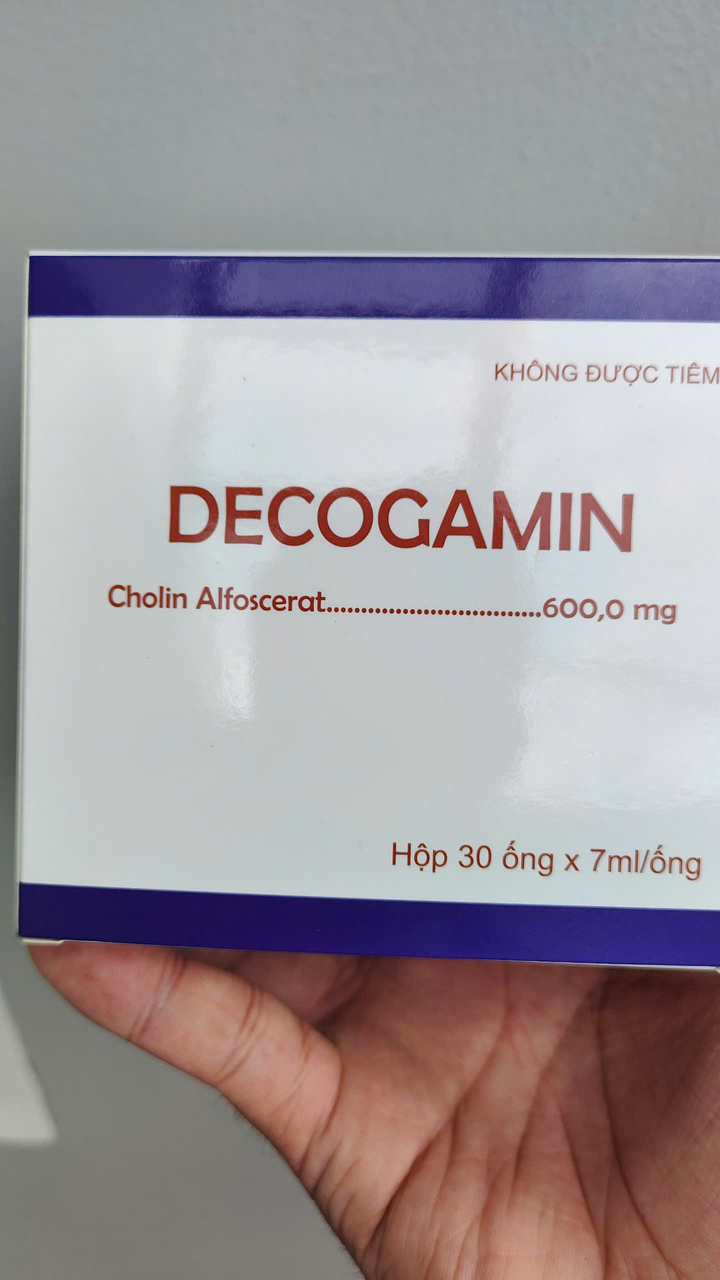 KHÔNG ĐƯỢC TIÊM
DECOGAMIN
Cholin Alfoscerat...............................600,0 mg
Hộp 30 ống x 7ml/ống